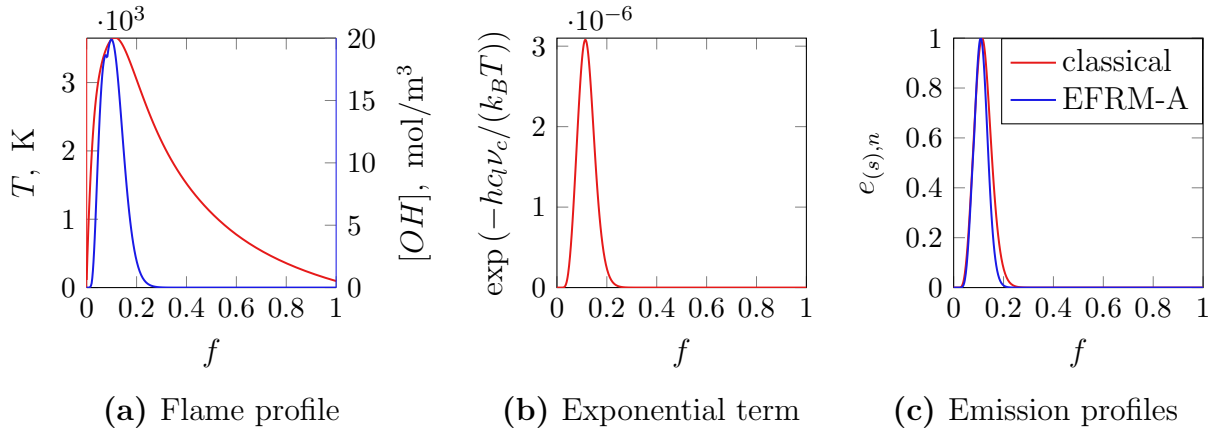 ·10³
T, K
3
2
1
0
0 0.2 0.4 0.6 0.8 1
f
20
15
10
5
0
[OH], mol/m³
(a) Flame profile
·10⁻⁶
exp (−hc_lν_c/(k_BT))
3
2
1
0
0 0.2 0.4 0.6 0.8 1
f
(b) Exponential term
e_{(s),n}
1
0.8
0.6
0.4
0.2
0
0 0.2 0.4 0.6 0.8 1
f
classical
EFRM-A
(c) Emission profiles